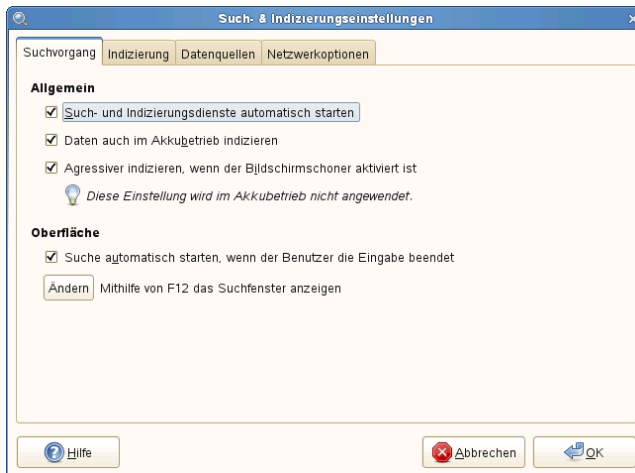 Such- & Indizierungseinstellungen
Suchvorgang Indizierung Datenquellen Netzwerkoptionen
Allgemein
Such- und Indizierungsdienste automatisch starten
Daten auch im Akkubetrieb indizieren
Agressiver indizieren, wenn der Bildschirmschoner aktiviert ist
Diese Einstellung wird im Akkubetrieb nicht angewendet.
Oberfläche
Suche automatisch starten, wenn der Benutzer die Eingabe beendet
Ändern Mithilfe von F12 das Suchfenster anzeigen
Hilfe Abbrechen OK